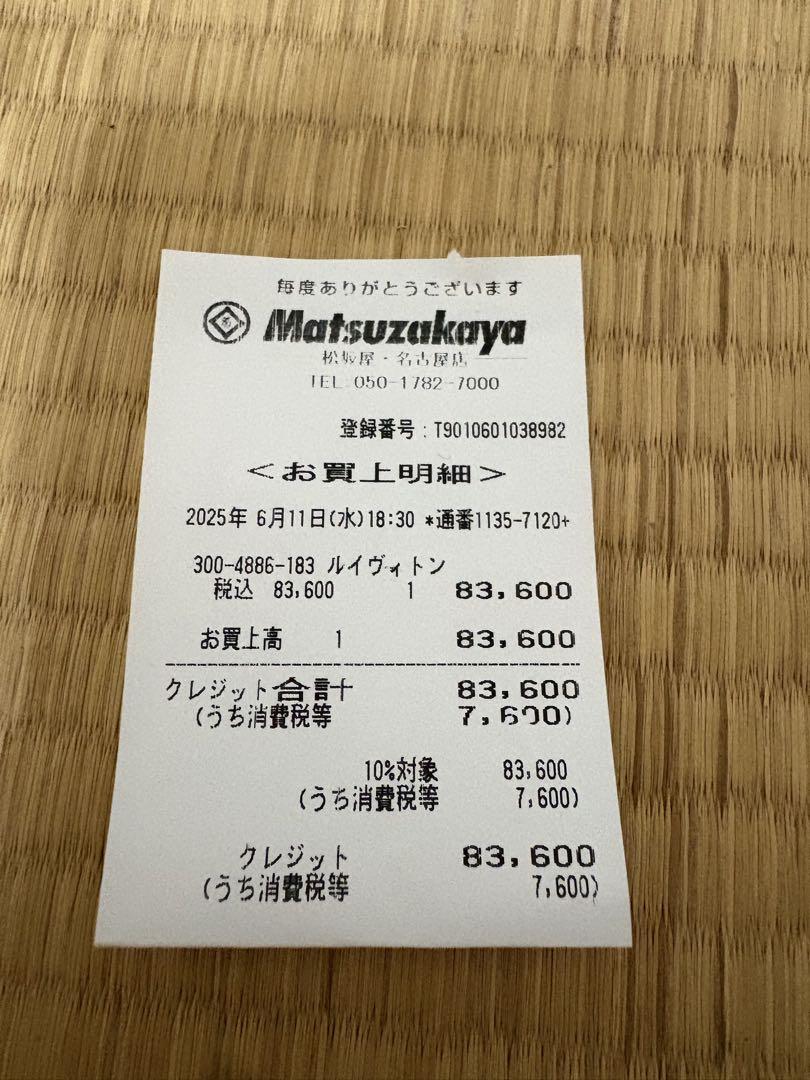 毎度ありがとうございます
Matsuzakaya
松坂屋・名古屋店
TEL 050-1782-7000
登録番号：T9010601038982
＜お買上明細＞
2025年 6月11日(水)18:30 *通番1135-7120+
300-4886-183 ルイヴィトン
税込 83,600 1 83,600
お買上高 1 83,600
クレジット合計 83,600
(うち消費税等 7,600)
10%対象 83,600
(うち消費税等 7,600)
クレジット 83,600
(うち消費税等 7,600)